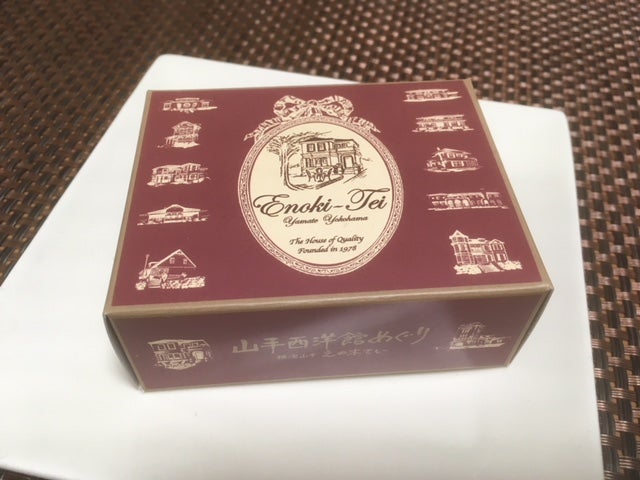 Enoki-Tei
Yamate Yokohama
The House of Quality
Founded in 1978
山手西洋館めぐり
横浜山手 えの木てい